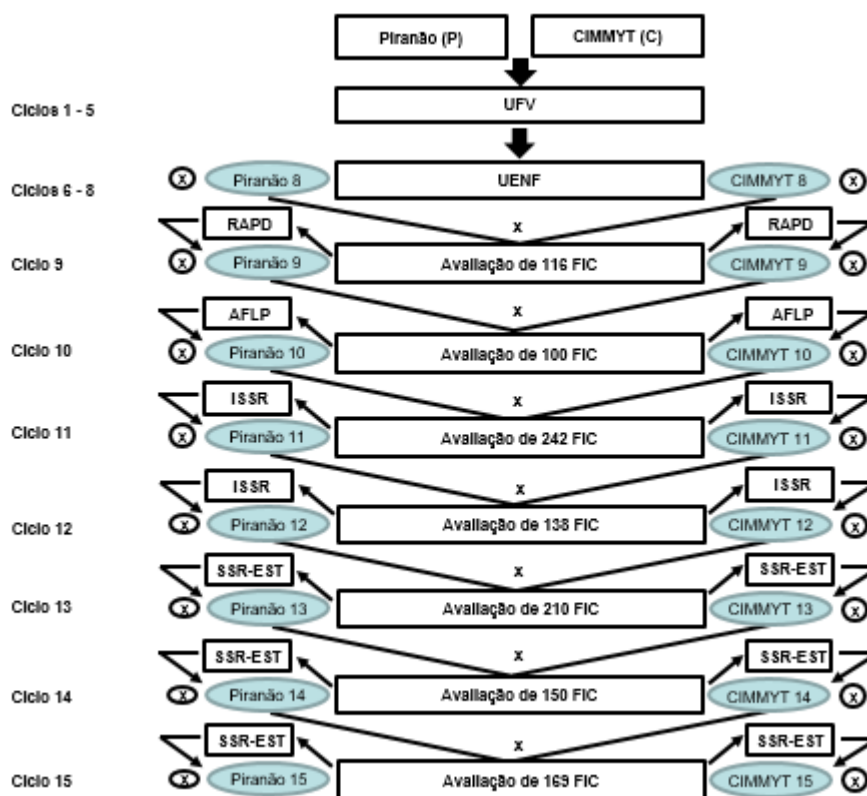 Piranão (P) CIMMYT (C)
Ciclos 1 - 5 UFV
Ciclos 6 - 8 x Piranão 8 UENF CIMMYT 8 x
x
RAPD RAPD
Ciclo 9 x Piranão 9 Avaliação de 116 FIC CIMMYT 9 x
x
AFLP AFLP
Ciclo 10 x Piranão 10 Avaliação de 100 FIC CIMMYT 10 x
x
ISSR ISSR
Ciclo 11 x Piranão 11 Avaliação de 242 FIC CIMMYT 11 x
x
ISSR ISSR
Ciclo 12 x Piranão 12 Avaliação de 138 FIC CIMMYT 12 x
x
SSR-EST SSR-EST
Ciclo 13 x Piranão 13 Avaliação de 210 FIC CIMMYT 13 x
x
SSR-EST SSR-EST
Ciclo 14 x Piranão 14 Avaliação de 150 FIC CIMMYT 14 x
x
SSR-EST SSR-EST
Ciclo 15 x Piranão 15 Avaliação de 169 FIC CIMMYT 15 x